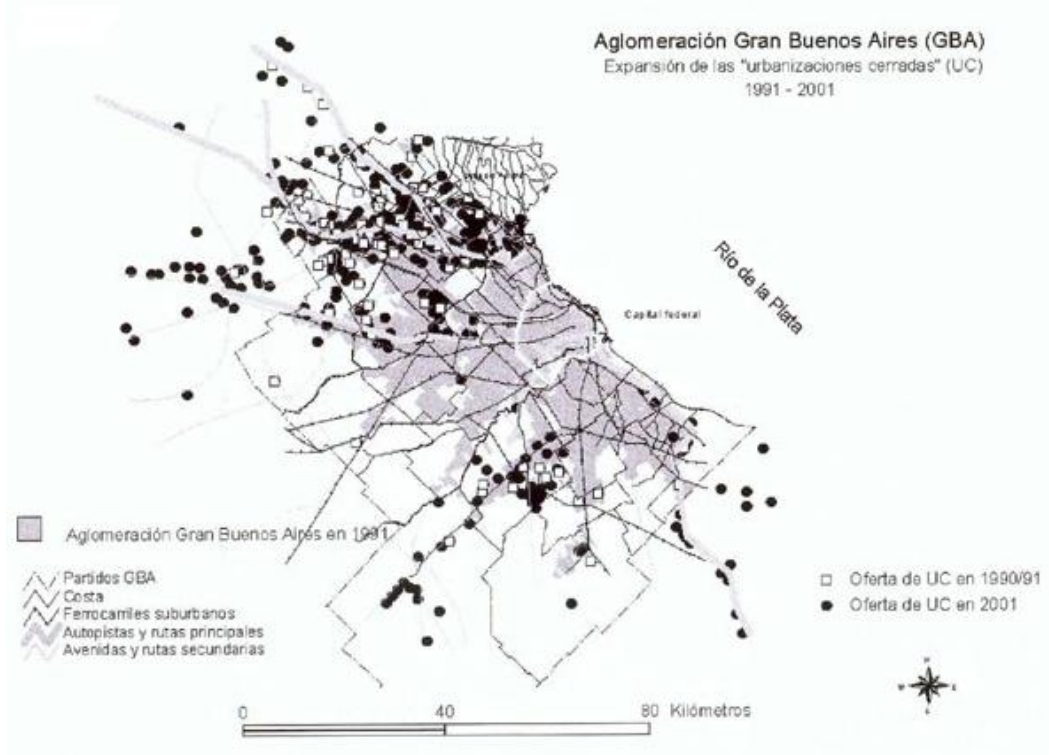 Aglomeración Gran Buenos Aires (GBA)
Expansión de las "urbanizaciones cerradas" (UC)
1991 - 2001
Río de la Plata
Capital federal
Aglomeración Gran Buenos Aires en 1991
Partidos GBA
Costa
Ferrocarriles suburbanos
Autopistas y rutas principales
Avenidas y rutas secundarias
Oferta de UC en 1990/91
Oferta de UC en 2001
0 40 80 Kilómetros